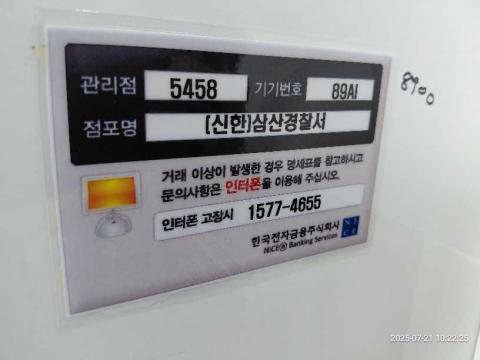 관리점 5458 기기번호 89AI
점포명 (신한)삼산경찰서
거래 이상이 발생한 경우 명세표를 참고하시고
문의사항은 인터폰을 이용해 주십시오.
인터폰 고장시 1577-4655
한국전자금융주식회사
NICE Banking Services
NICE
8900
2025-07-21 10:22:25